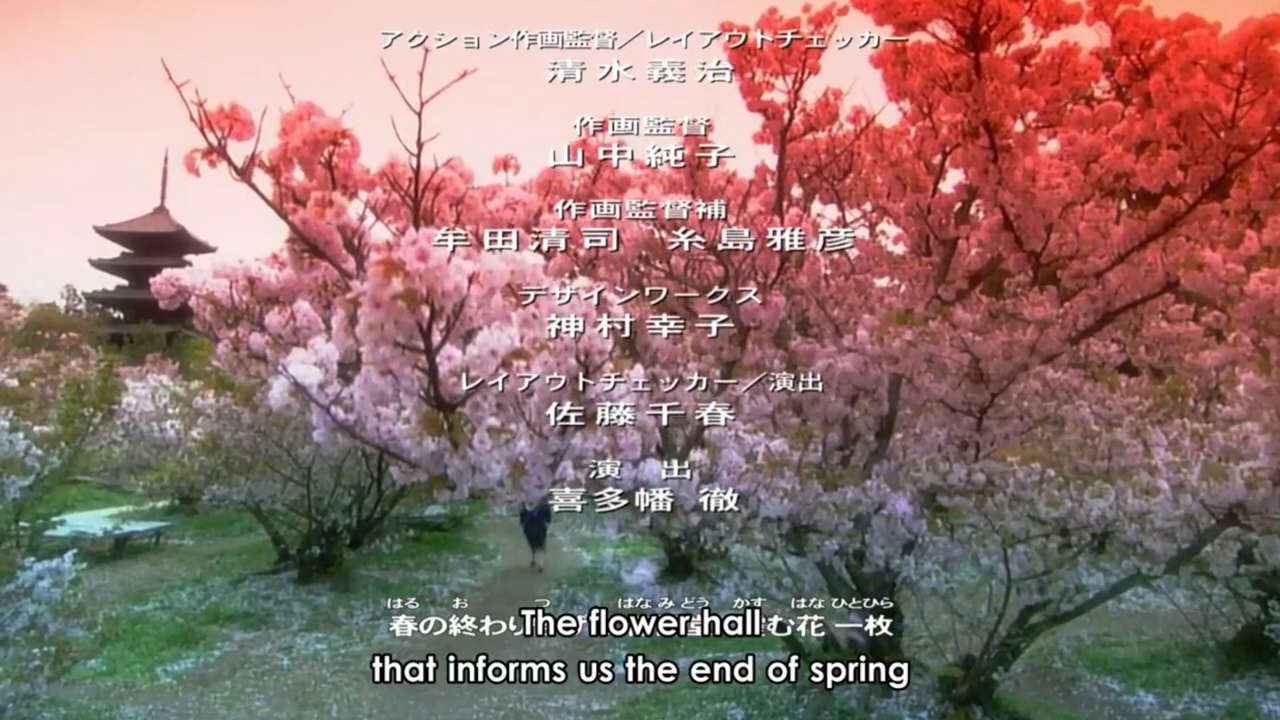 アクション作画監督／レイアウトチェッカー
清水義治
作画監督
山中純子
作画監督補
牟田清司 糸島雅彦
デザインワークス
神村幸子
レイアウトチェッカー／演出
佐藤千春
演出
喜多幡 徹
はる お つ はなみどう かす はなひとひら
春の終わり む花 一枚
The flower hall
that informs us the end of spring